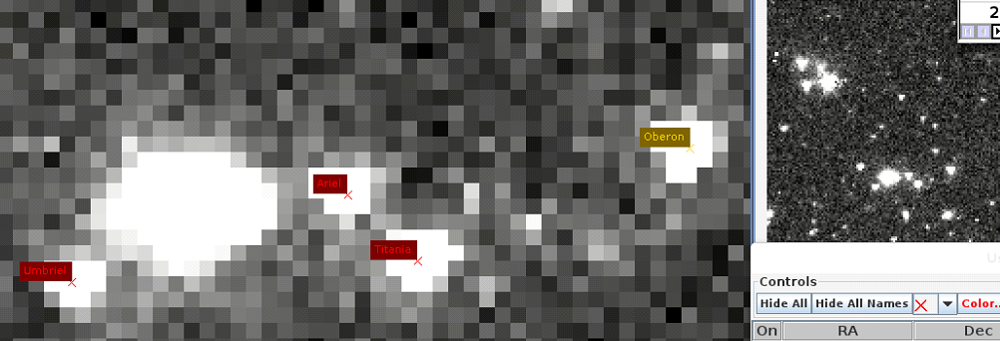 2
Oberon
Ariel
Titania
Umbriel
Controls
Hide All
Hide All Names
Color..
On
RA
Dec